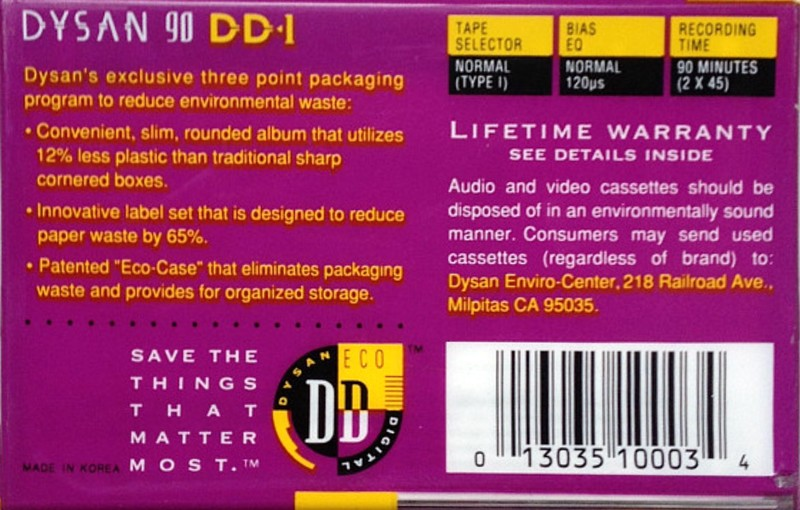 DYSAN 90 DD·1
Dysan's exclusive three point packaging
program to reduce environmental waste:
• Convenient, slim, rounded album that utilizes
12% less plastic than traditional sharp
cornered boxes.
• Innovative label set that is designed to reduce
paper waste by 65%.
• Patented "Eco-Case" that eliminates packaging
waste and provides for organized storage.
SAVE THE
THINGS
THAT
MATTER
MOST.™
MADE IN KOREA
DYSAN ECO
DD
DIGITAL
™
TAPE
SELECTOR
NORMAL
(TYPE I)
BIAS
EQ
NORMAL
120µs
RECORDING
TIME
90 MINUTES
(2 X 45)
LIFETIME WARRANTY
SEE DETAILS INSIDE
Audio and video cassettes should be
disposed of in an environmentally sound
manner. Consumers may send used
cassettes (regardless of brand) to:
Dysan Enviro-Center, 218 Railroad Ave.,
Milpitas CA 95035.
0 13035 10003 4